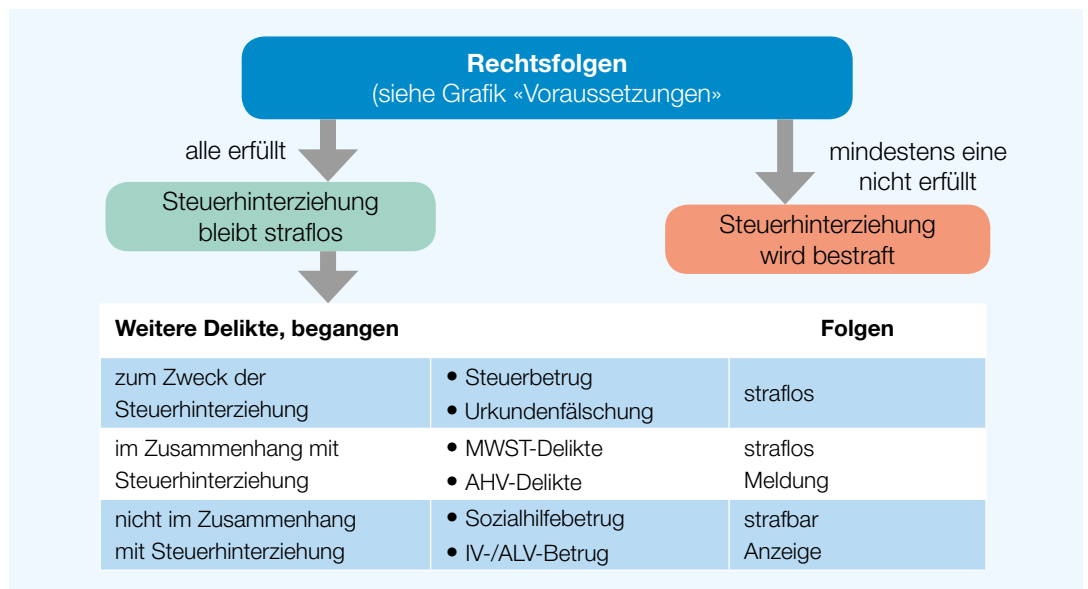 Rechtsfolgen
(siehe Grafik «Voraussetzungen»
alle erfüllt
mindestens eine
nicht erfüllt
Steuerhinterziehung
bleibt straflos
Steuerhinterziehung
wird bestraft
Weitere Delikte, begangen
Folgen
zum Zweck der
Steuerhinterziehung
• Steuerbetrug
• Urkundenfälschung
straflos
im Zusammenhang mit
Steuerhinterziehung
• MWST-Delikte
• AHV-Delikte
straflos
Meldung
nicht im Zusammenhang
mit Steuerhinterziehung
• Sozialhilfebetrug
• IV-/ALV-Betrug
strafbar
Anzeige